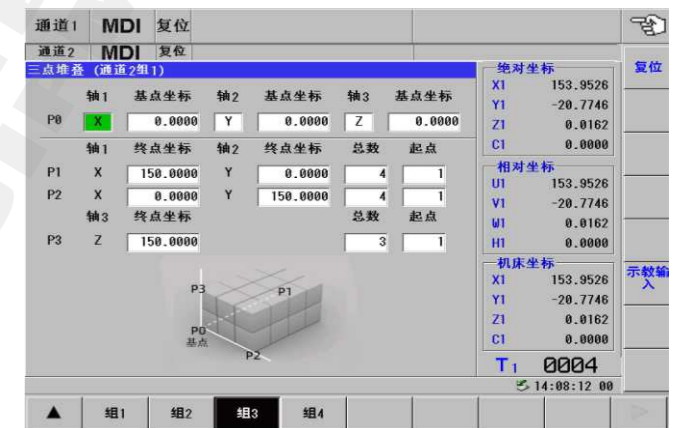 通道1 MDI 复位
通道2 MDI 复位
三点堆叠 (通道2组1)
轴1 基点坐标 轴2 基点坐标 轴3 基点坐标
P0 X 0.0000 Y 0.0000 Z 0.0000
轴1 终点坐标 轴2 终点坐标 总数 起点
P1 X 150.0000 Y 0.0000 4 1
P2 X 0.0000 Y 150.0000 4 1
轴3 终点坐标 总数 起点
P3 Z 150.0000 3 1
P3 P1
P0
基点
P2
绝对坐标
X1 153.9526
Y1 -20.7746
Z1 0.0162
C1 0.0000
相对坐标
U1 153.9526
V1 -20.7746
W1 0.0162
H1 0.0000
机床坐标
X1 153.9526
Y1 -20.7746
Z1 0.0162
C1 0.0000
T1 0004
14:08:12 00
复位
示教输
入
▲ 组1 组2 组3 组4